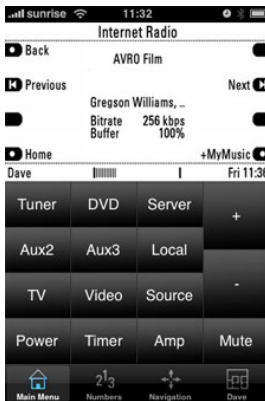 sunrise 11:32
Internet Radio
Back
AVRO Film
Previous Next
Gregson Williams, ..
Bitrate 256 kbps
Buffer 100%
Home +MyMusic
Dave Fri 11:36
Tuner DVD Server +
Aux2 Aux3 Local
TV Video Source -
Power Timer Amp Mute
Main Menu Numbers Navigation Dave